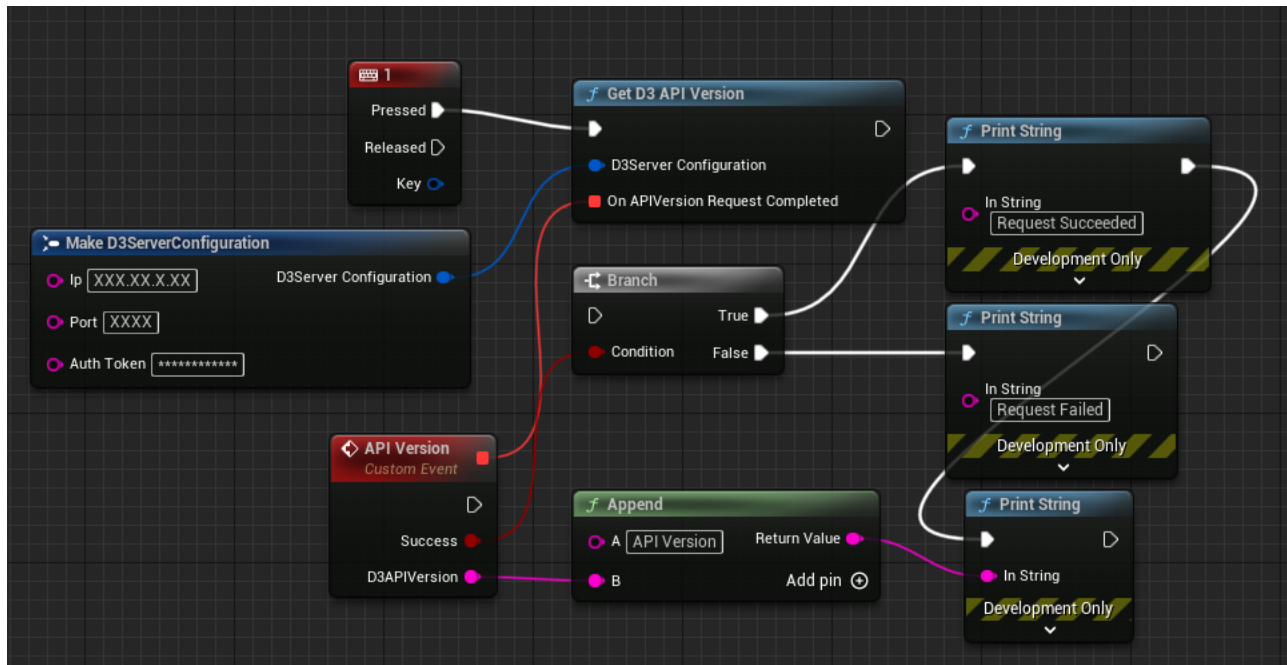 1
Pressed
Released
Key
Get D3 API Version
D3Server Configuration
On APIVersion Request Completed
Print String
In String
Request Succeeded
Development Only
Make D3ServerConfiguration
Ip XXX.XX.X.XX
D3Server Configuration
Port XXXX
Auth Token ************
Branch
True
Condition
False
Print String
In String
Request Failed
Development Only
API Version
Custom Event
Success
D3APIVersion
Append
A API Version
Return Value
B
Add pin
Print String
In String
Development Only